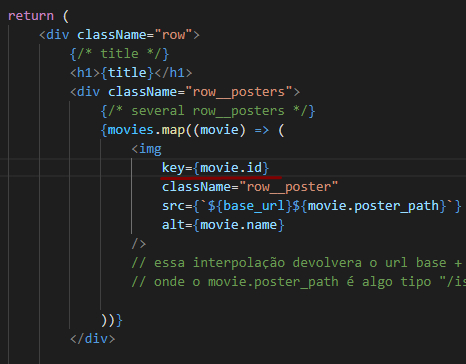 return (
<div className="row">
{/* title */}
<h1>{title}</h1>
<div className="row__posters">
{/* several row__posters */}
{movies.map((movie) => (
<img
key={movie.id}
className="row__poster"
src={`${base_url}${movie.poster_path}`}
alt={movie.name}
/>
// essa interpolação devolvera o url base +
// onde o movie.poster_path é algo tipo "/is
))}
</div>